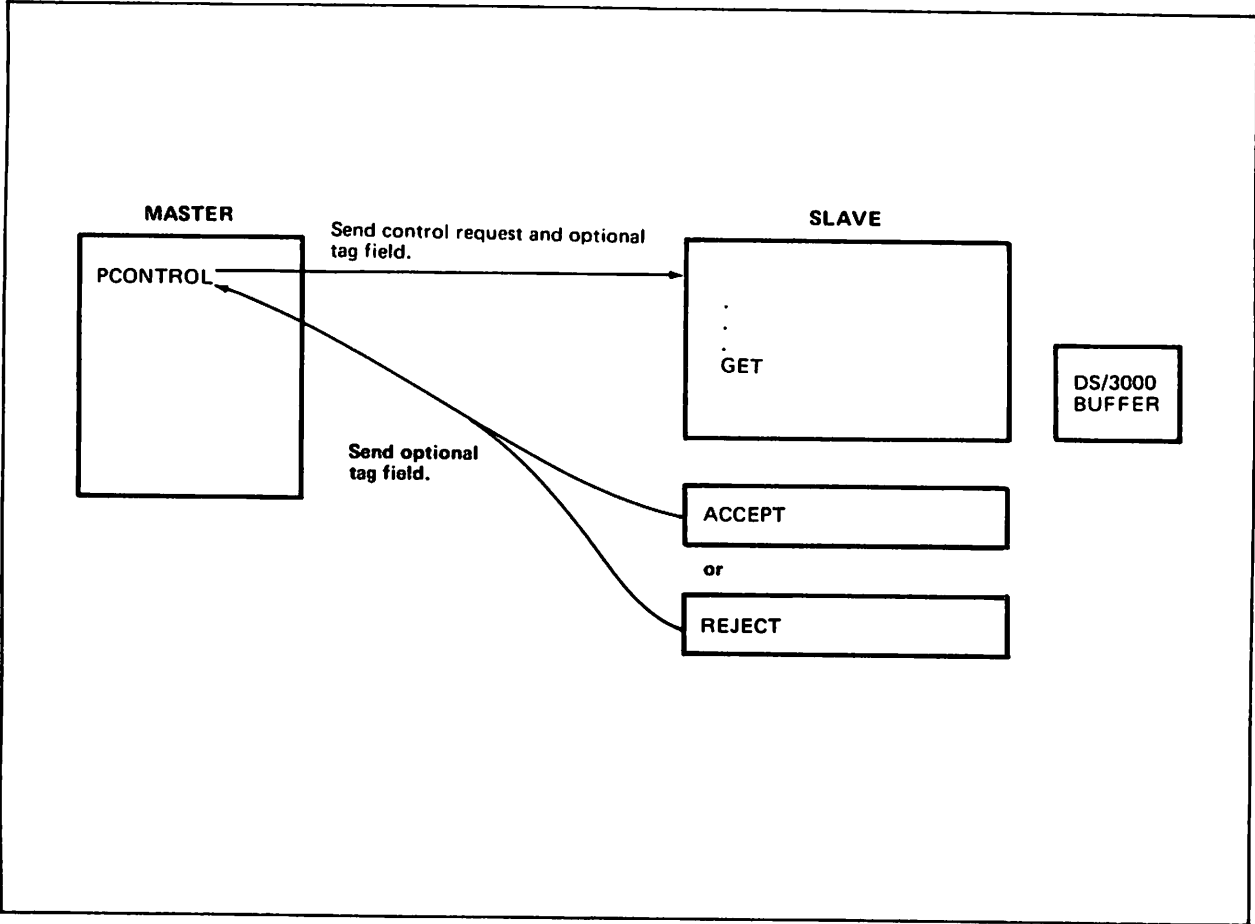 MASTER
SLAVE
Send control request and optional
tag field.
PCONTROL
.
.
.
GET
DS/3000
BUFFER
Send optional
tag field.
ACCEPT
or
REJECT